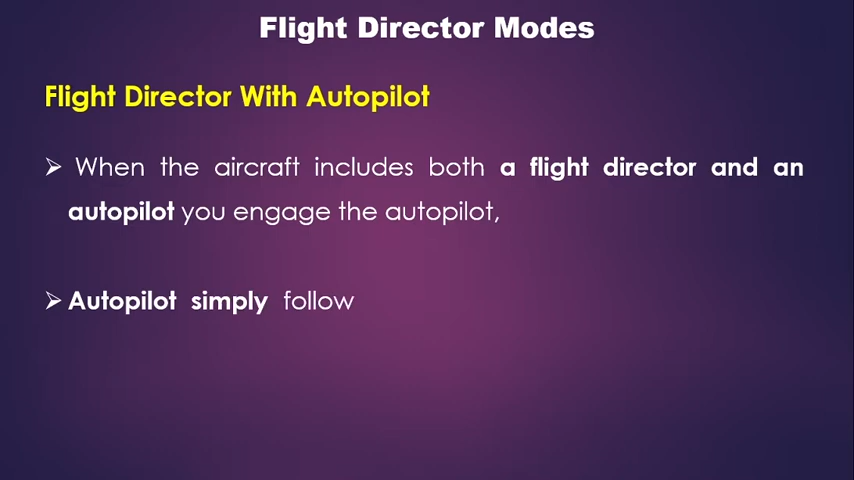 Flight Director Modes
Flight Director With Autopilot
➢ When the aircraft includes both a flight director and an
autopilot you engage the autopilot,
➢ Autopilot simply follow